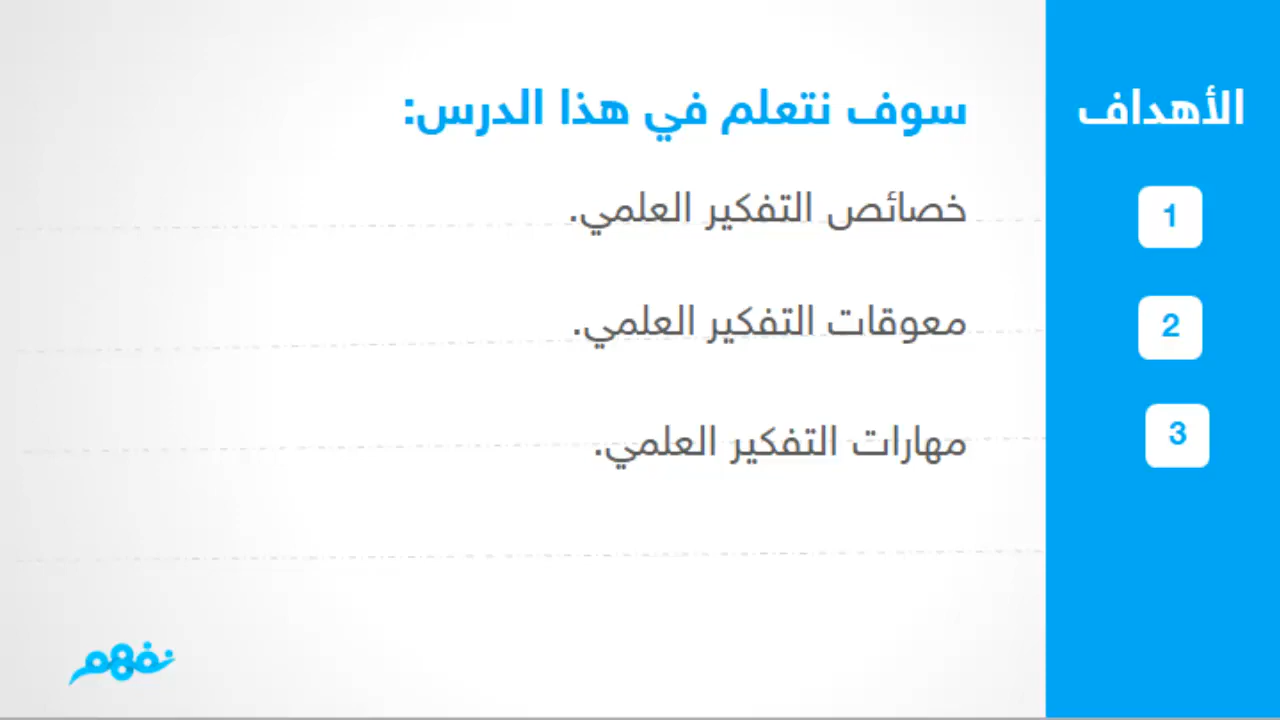 الأهداف
سوف نتعلم في هذا الدرس:
1 خصائص التفكير العلمي.
2 معوقات التفكير العلمي.
3 مهارات التفكير العلمي.
نفهم